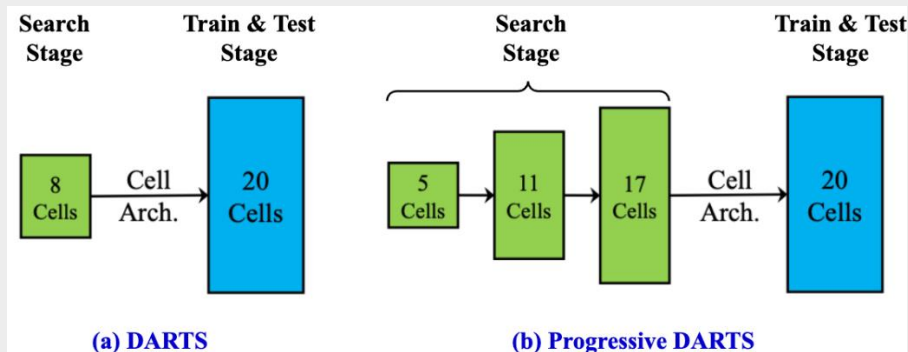 Search
Stage
Train & Test
Stage
8
Cells
Cell
Arch.
20
Cells
(a) DARTS
Search
Stage
Train & Test
Stage
5
Cells
11
Cells
17
Cells
Cell
Arch.
20
Cells
(b) Progressive DARTS